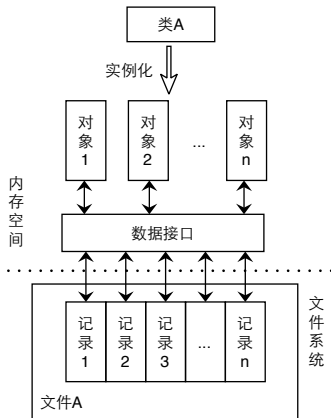 类A
实例化
对象1
对象2
...
对象n
内存空间
数据接口
文件系统
记录1
记录2
记录3
...
记录n
文件A